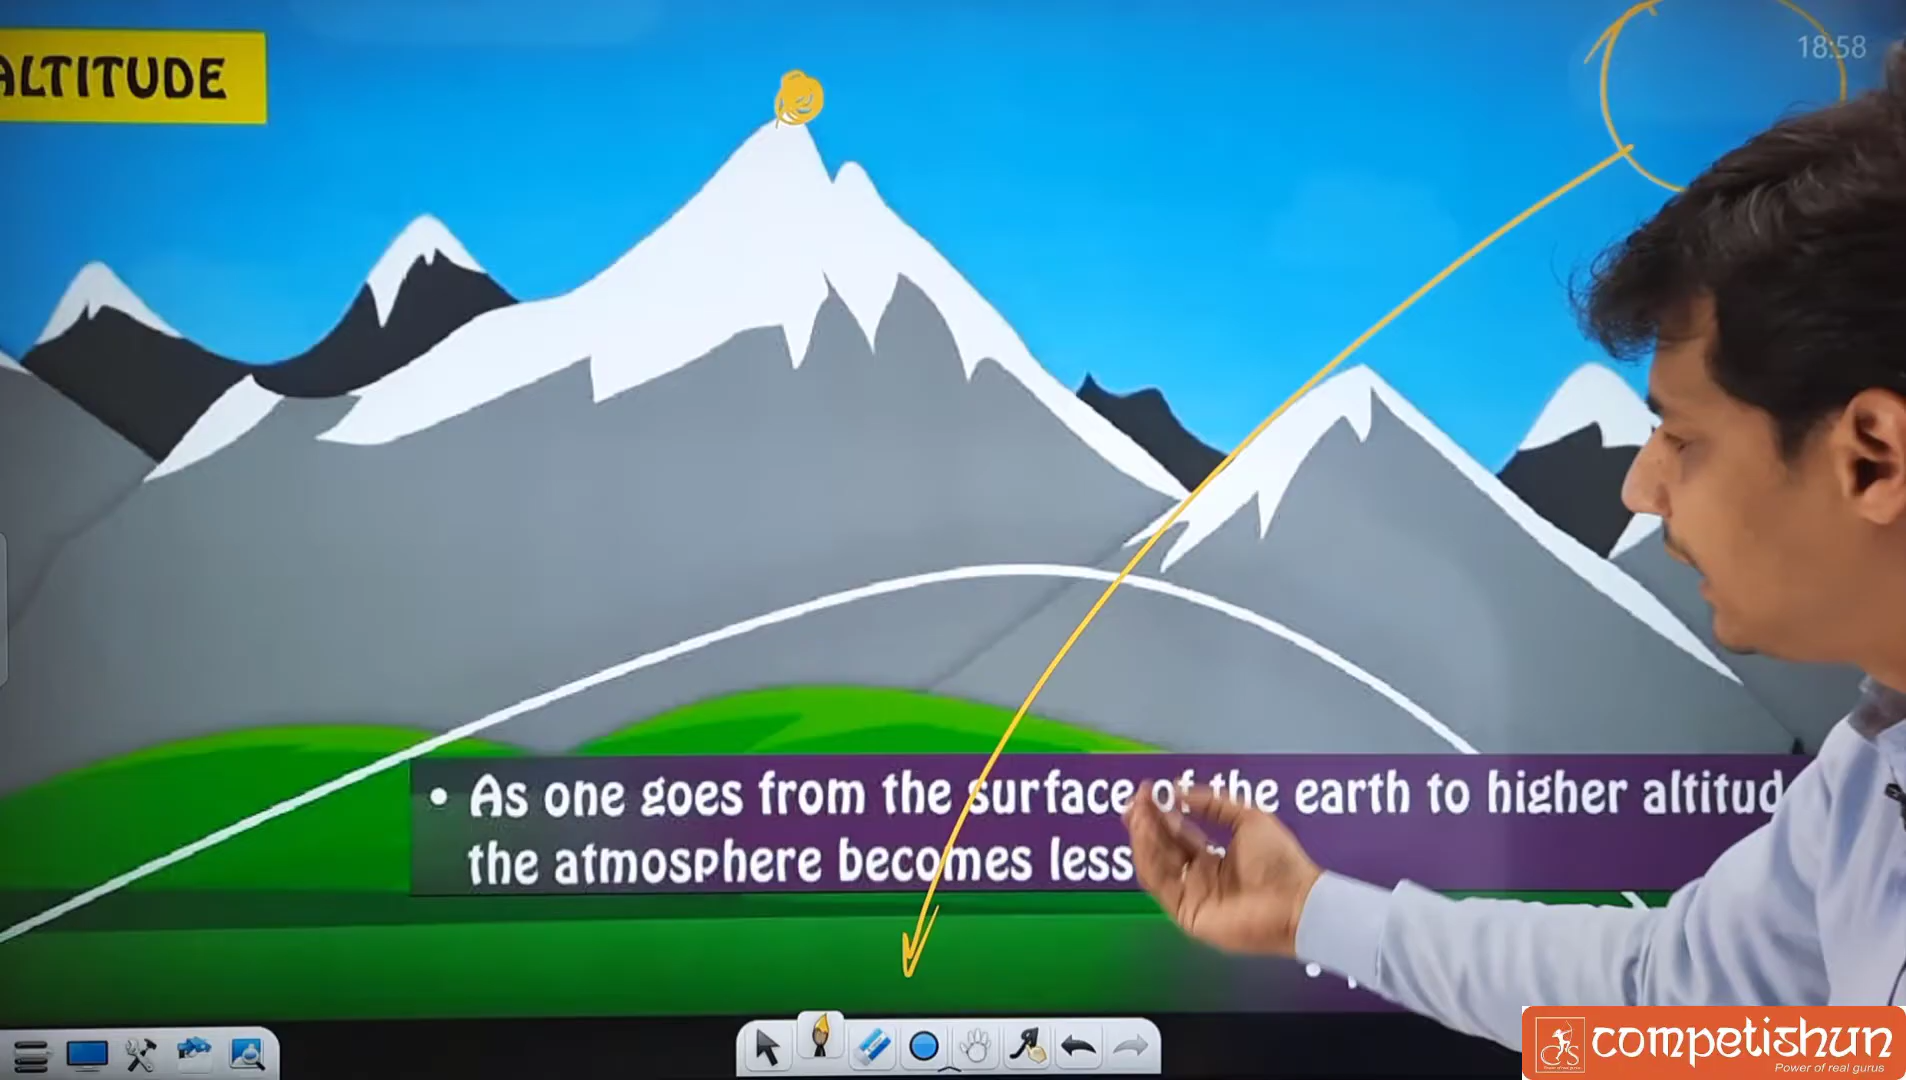 ALTITUDE
18:58
• As one goes from the surface of the earth to higher altitud
the atmosphere becomes less
competishun
Power of real gurus